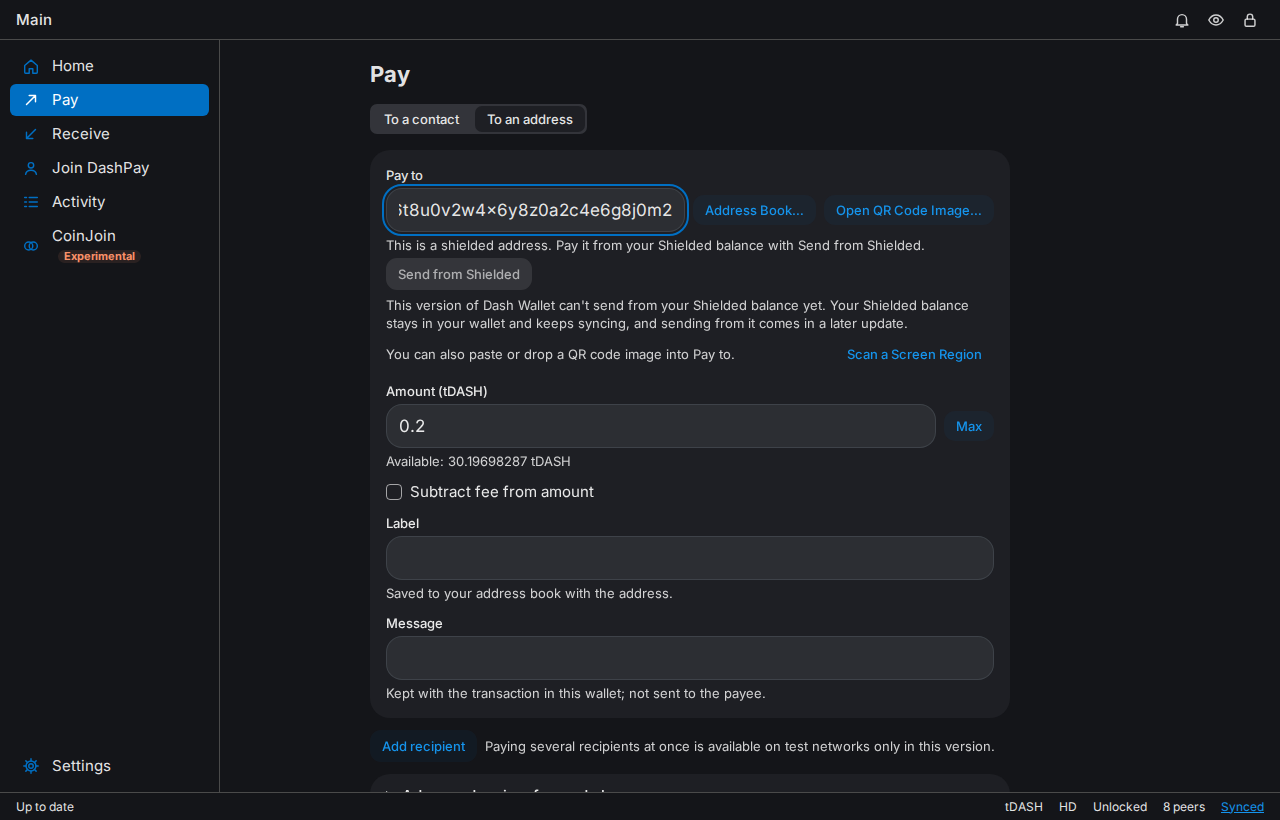 Main
Home
Pay
Receive
Join DashPay
Activity
CoinJoin
Experimental
Settings
Pay
To a contact
To an address
Pay to
t8u0v2w4×6y8z0a2c4e6g8j0m2
Address Book...
Open QR Code Image...
This is a shielded address. Pay it from your Shielded balance with Send from Shielded.
Send from Shielded
This version of Dash Wallet can't send from your Shielded balance yet. Your Shielded balance
stays in your wallet and keeps syncing, and sending from it comes in a later update.
You can also paste or drop a QR code image into Pay to.
Scan a Screen Region
Amount (tDASH)
0.2
Max
Available: 30.19698287 tDASH
Subtract fee from amount
Label
Saved to your address book with the address.
Message
Kept with the transaction in this wallet; not sent to the payee.
Add recipient
Paying several recipients at once is available on test networks only in this version.
Up to date
tDASH
HD
Unlocked
8 peers
Synced